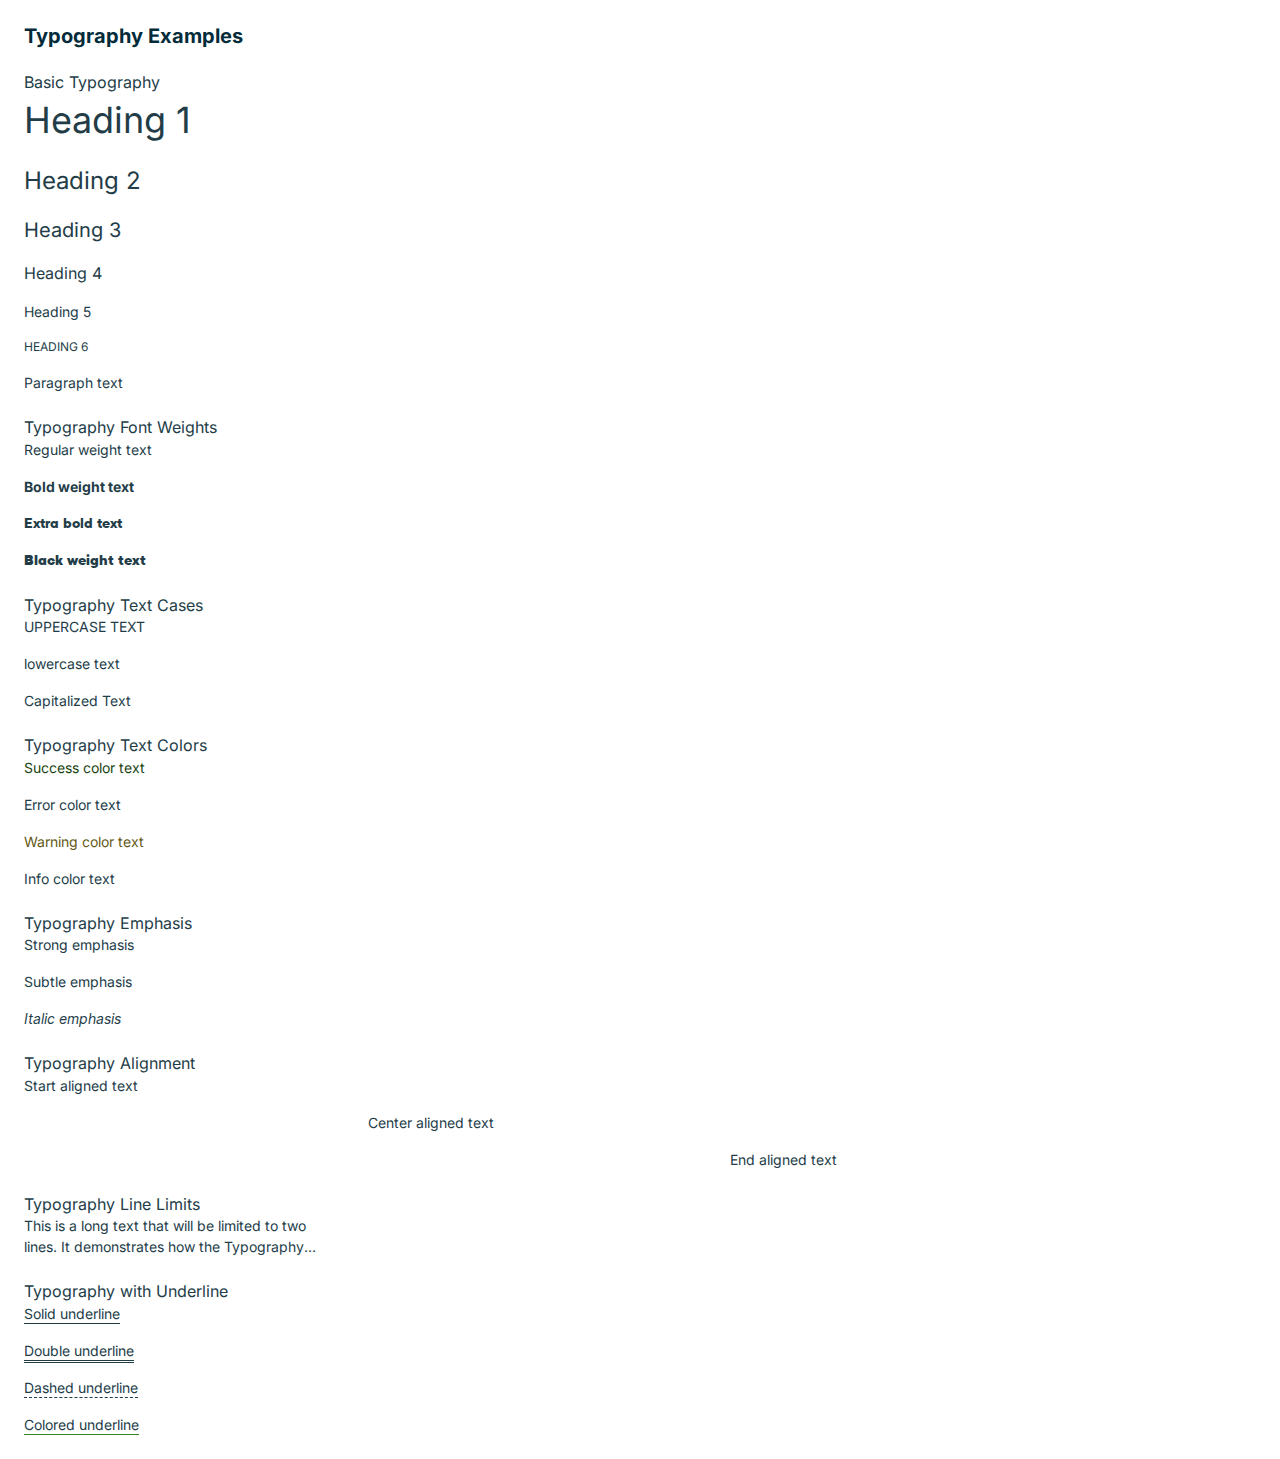 Typography Examples
Basic Typography
Heading 1
Heading 2
Heading 3
Heading 4
Heading 5
HEADING 6
Paragraph text
Typography Font Weights
Regular weight text
Bold weight text
Extra bold text
Black weight text
Typography Text Cases
UPPERCASE TEXT
lowercase text
Capitalized Text
Typography Text Colors
Success color text
Error color text
Warning color text
Info color text
Typography Emphasis
Strong emphasis
Subtle emphasis
Italic emphasis
Typography Alignment
Start aligned text
Center aligned text
End aligned text
Typography Line Limits
This is a long text that will be limited to two
lines. It demonstrates how the Typography...
Typography with Underline
Solid underline
Double underline
Dashed underline
Colored underline